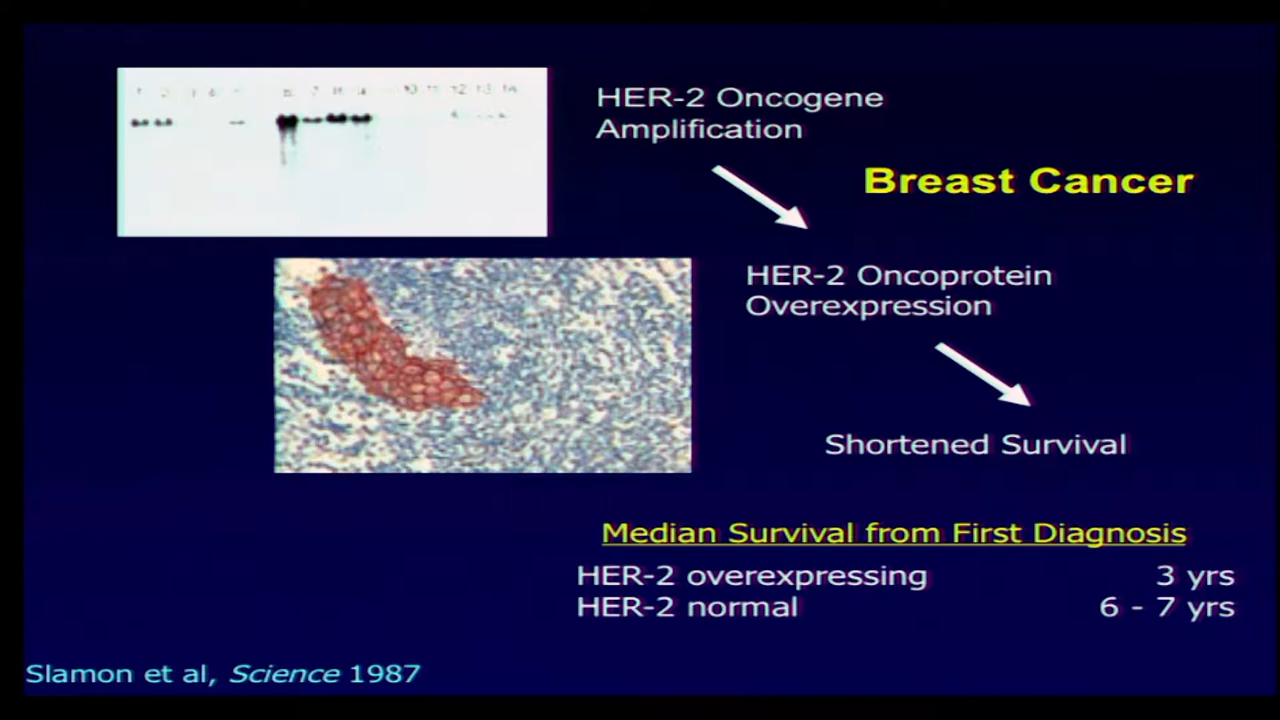 HER-2 Oncogene
Amplification
Breast Cancer
HER-2 Oncoprotein
Overexpression
Shortened Survival
Median Survival from First Diagnosis
HER-2 overexpressing 3 yrs
HER-2 normal 6 - 7 yrs
Slamon et al, Science 1987